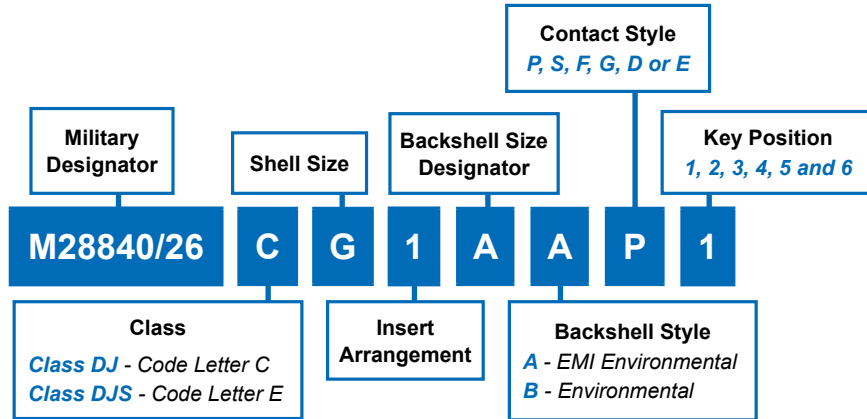 Contact Style
P, S, F, G, D or E
Military
Designator
Shell Size
Backshell Size
Designator
Key Position
1, 2, 3, 4, 5 and 6
M28840/26 C G 1 A A P 1
Class
Class DJ - Code Letter C
Class DJS - Code Letter E
Insert
Arrangement
Backshell Style
A - EMI Environmental
B - Environmental